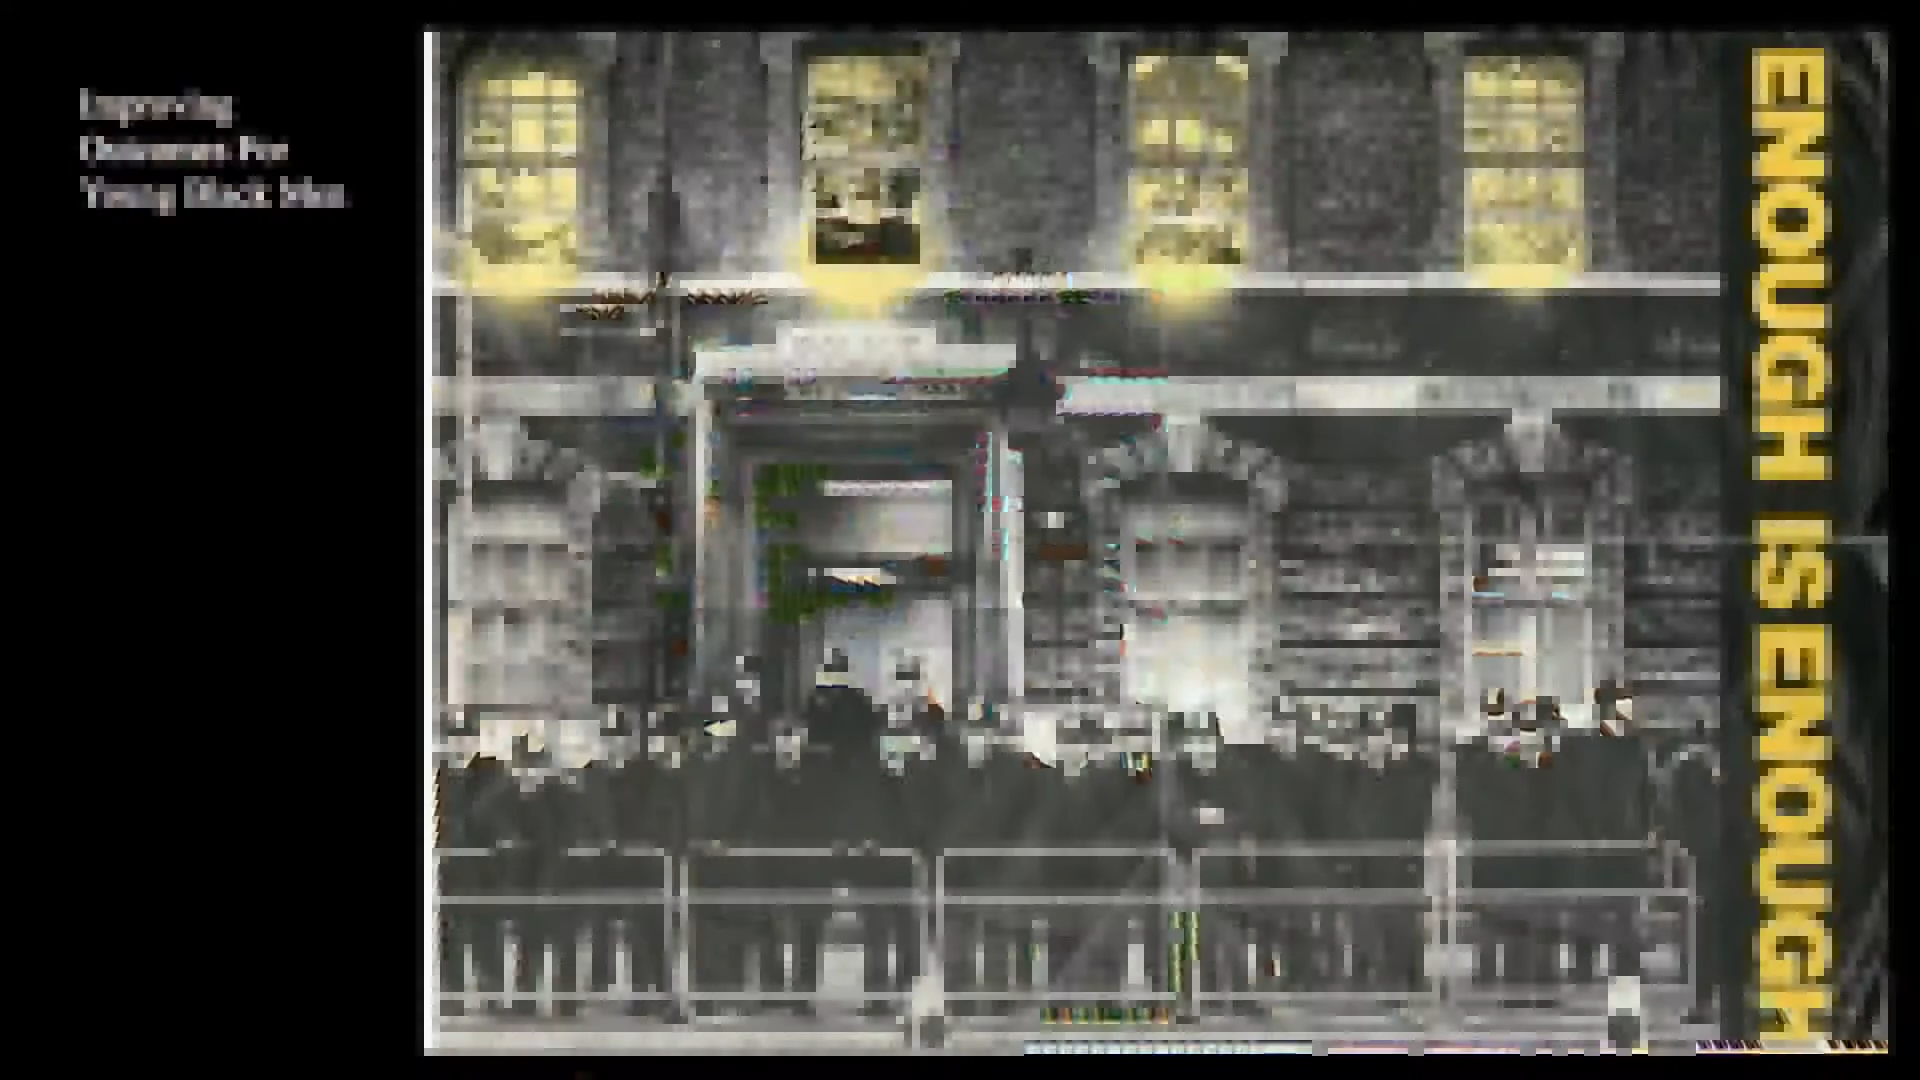 Improving
Outcomes For
Young Black Men
ENOUGH IS ENOUGH